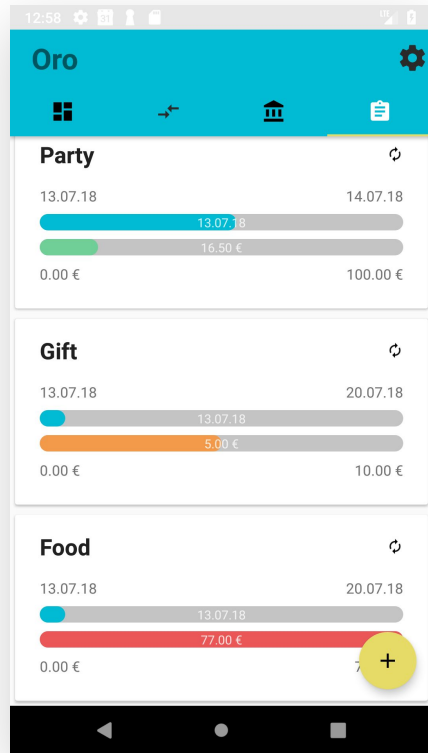 12:58 31 LTE
Oro
Party
13.07.18 14.07.18
13.07.18
16.50 €
0.00 € 100.00 €
Gift
13.07.18 20.07.18
13.07.18
5.00 €
0.00 € 10.00 €
Food
13.07.18 20.07.18
13.07.18
77.00 €
0.00 €
+